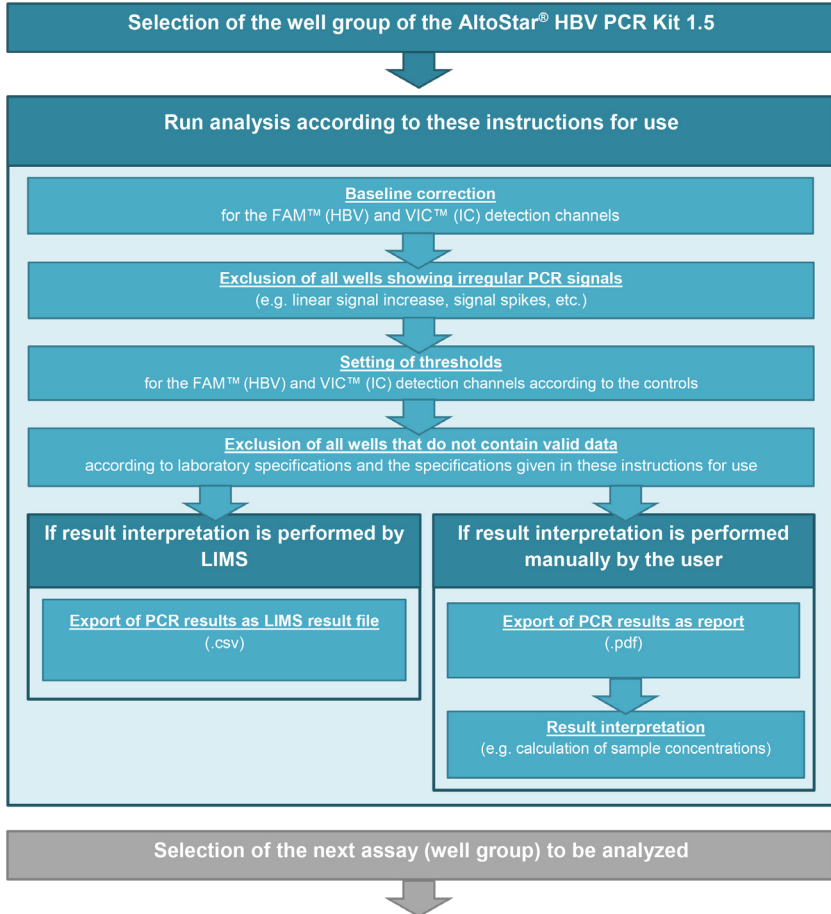 Selection of the well group of the AltoStar® HBV PCR Kit 1.5
Run analysis according to these instructions for use
Baseline correction
for the FAM™ (HBV) and VIC™ (IC) detection channels
Exclusion of all wells showing irregular PCR signals
(e.g. linear signal increase, signal spikes, etc.)
Setting of thresholds
for the FAM™ (HBV) and VIC™ (IC) detection channels according to the controls
Exclusion of all wells that do not contain valid data
according to laboratory specifications and the specifications given in these instructions for use
If result interpretation is performed by
LIMS
Export of PCR results as LIMS result file
(.csv)
If result interpretation is performed
manually by the user
Export of PCR results as report
(.pdf)
Result interpretation
(e.g. calculation of sample concentrations)
Selection of the next assay (well group) to be analyzed